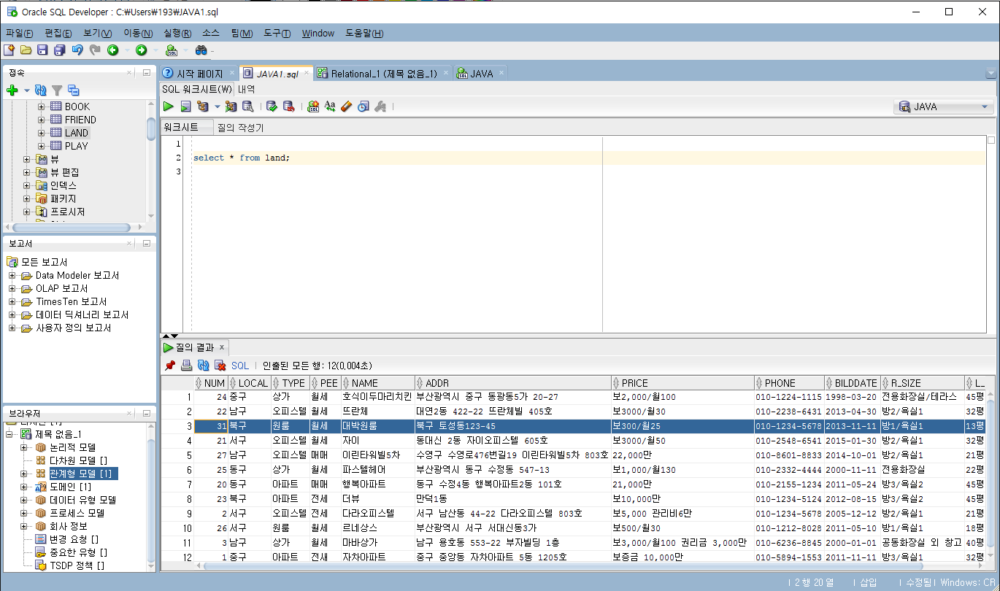 Oracle SQL Developer : C:₩Users₩193₩JAVA1.sql
파일(F) 편집(E) 보기(V) 이동(N) 실행(R) 소스 팀(M) 도구(T) Window 도움말(H)
접속
BOOK
FRIEND
LAND
PLAY
뷰
뷰 편집
인덱스
패키지
프로시저
보고서
모든 보고서
Data Modeler 보고서
OLAP 보고서
TimesTen 보고서
데이터 딕셔너리 보고서
사용자 정의 보고서
브라우저
제목 없음_1
논리적 모델
다차원 모델 []
관계형 모델 [1]
도메인 [1]
데이터 유형 모델
프로세스 모델
회사 정보
변경 요청 []
중요한 유형 []
TSDP 정책 []
시작 페이지 JAVA1.sql Relational_1 (제목 없음_1) JAVA
SQL 워크시트(W) 내역
JAVA
워크시트 질의 작성기
1
2 select * from land;
3
질의 결과
SQL 인출된 모든 행: 12(0.004초)
NUM LOCAL TYPE PEE NAME ADDR PRICE PHONE BILDDATE R_SIZE L_
1 24 중구 상가 월세 호식이두마리치킨 부산광역시 중구 동광동5가 20-27 보2,000/월100 010-1224-1115 1998-03-20 전용화장실/테라스 45평
2 22 남구 오피스텔 월세 뜨란체 대연2동 422-22 뜨란체빌 405호 보3000/월30 010-2238-6431 2013-04-30 방2/욕실1 32평
3 31 북구 원룸 월세 대박원룸 북구 토성동123-45 보300/월25 010-1234-5678 2013-11-11 방1/욕실1 13평
4 21 서구 오피스텔 월세 자이 동대신 2동 자이오피스텔 605호 보3000/월50 010-2548-6541 2015-01-30 방2/욕실1 32평
5 27 남구 오피스텔 매매 이린타워빌5차 수영구 수영로476번길19 이린타워빌5차 803호 22,000만 010-8601-8833 2014-10-01 방2/욕실1 21평
6 25 동구 상가 월세 파스텔헤어 부산광역시 동구 수정동 547-13 보1,000/월130 010-2332-4444 2000-11-11 전용화장실 22평
7 20 동구 아파트 매매 행복아파트 동구 수정4동 행복아파트2동 101호 21,000만 010-2155-1234 2011-05-24 방3/욕실2 45평
8 23 북구 아파트 전세 더뷰 만덕1동 보10,000만 010-1234-5124 2012-08-15 방3/욕실2 45평
9 2 서구 오피스텔 전세 다라오피스텔 서구 남산동 44-22 다라오피스텔 803호 보5,000 관리비6만 010-1234-5678 2005-12-12 방2/욕실1 21평
10 26 서구 원룸 월세 르네상스 부산광역시 서구 서대신동3가 보500/월30 010-1212-8028 2011-05-10 방1/욕실1 18평
11 3 남구 상가 월세 마바상가 남구 용호동 553-22 부자빌딩 1층 보3,000/월100 권리금 3,000만 010-6236-8845 2000-01-01 공동화장실 외 창고 40평
12 1 중구 아파트 전새 자차아파트 중구 중앙동 자차아파트 5동 1205호 보증금 10,000만 010-5894-1553 2011-11-11 방3/욕실1 32평
2 행 20 열 삽입 수정됨 Windows: CR